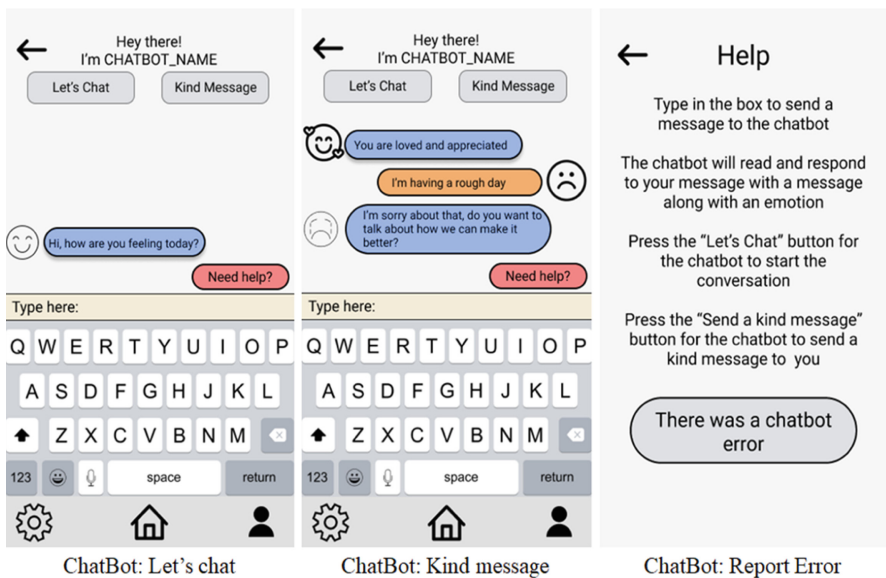 Hey there!
I'm CHATBOT_NAME
Let's Chat
Kind Message
Hi, how are you feeling today?
Need help?
Type here:
Q W E R T Y U I O P
A S D F G H J K L
Z X C V B N M
123
space
return
ChatBot: Let's chat
Hey there!
I'm CHATBOT_NAME
Let's Chat
Kind Message
You are loved and appreciated
I'm having a rough day
I'm sorry about that, do you want to
talk about how we can make it
better?
Need help?
Type here:
Q W E R T Y U I O P
A S D F G H J K L
Z X C V B N M
123
space
return
ChatBot: Kind message
Help
Type in the box to send a
message to the chatbot
The chatbot will read and respond
to your message with a message
along with an emotion
Press the “Let's Chat” button for
the chatbot to start the
conversation
Press the “Send a kind message”
button for the chatbot to send a
kind message to you
There was a chatbot
error
ChatBot: Report Error